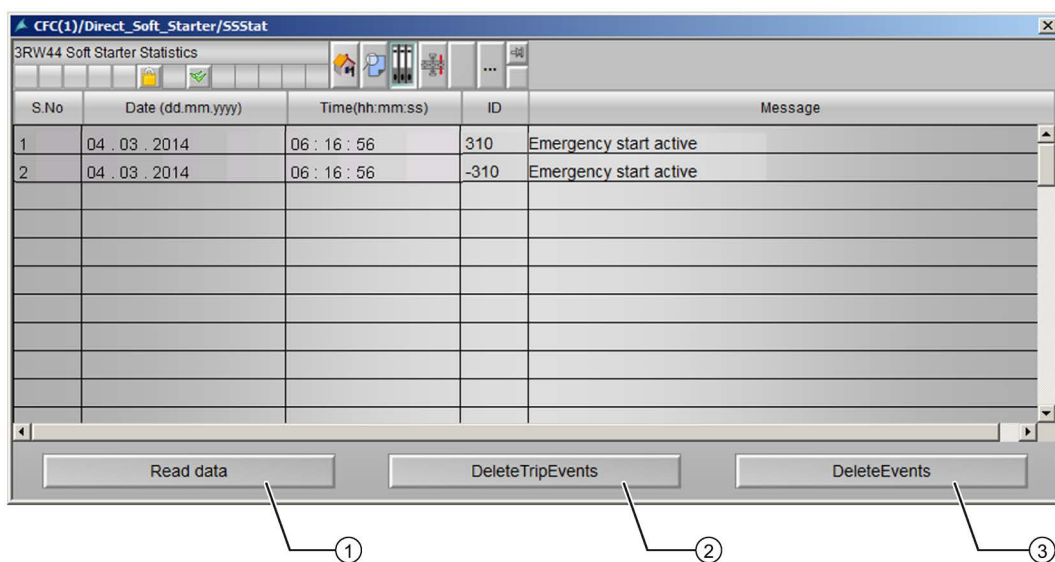 CFC(1)/Direct_Soft_Starter/SSStat
3RW44 Soft Starter Statistics
...
S.No Date (dd.mm.yyyy) Time(hh:mm:ss) ID Message
1 04 . 03 . 2014 06 : 16 : 56 310 Emergency start active
2 04 . 03 . 2014 06 : 16 : 56 -310 Emergency start active
Read data DeleteTripEvents DeleteEvents
1 2 3